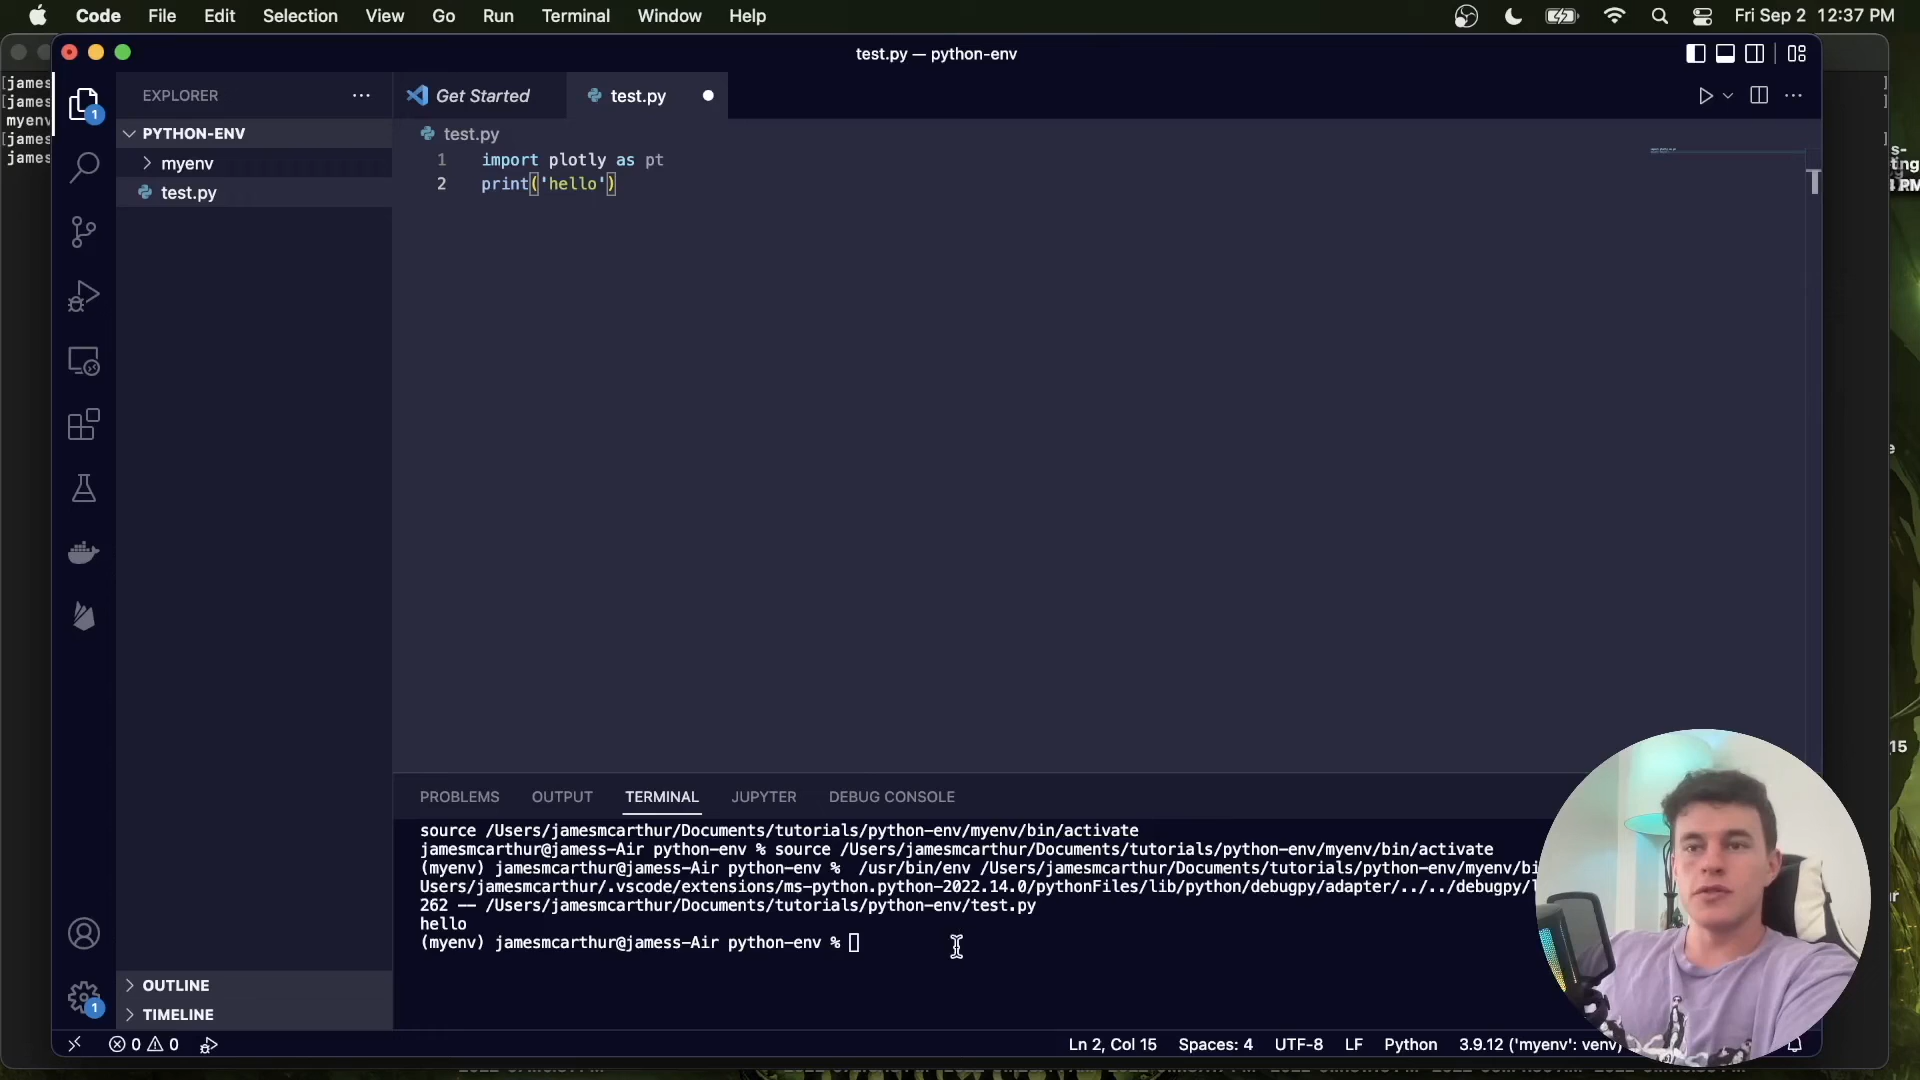 Code File Edit Selection View Go Run Terminal Window Help
Fri Sep 2 12:37 PM
test.py — python-env
james
james
myenv
james
james
1
EXPLORER
PYTHON-ENV
myenv
test.py
OUTLINE
TIMELINE
1
Get Started
test.py
test.py
1 import plotly as pt
2 print('hello')
PROBLEMS OUTPUT TERMINAL JUPYTER DEBUG CONSOLE
source /Users/jamesmcarthur/Documents/tutorials/python-env/myenv/bin/activate
jamesmcarthur@jamess-Air python-env % source /Users/jamesmcarthur/Documents/tutorials/python-env/myenv/bin/activate
(myenv) jamesmcarthur@jamess-Air python-env % /usr/bin/env /Users/jamesmcarthur/Documents/tutorials/python-env/myenv/bi
Users/jamesmcarthur/.vscode/extensions/ms-python.python-2022.14.0/pythonFiles/lib/python/debugpy/adapter/../../debugpy/l
262 -- /Users/jamesmcarthur/Documents/tutorials/python-env/test.py
hello
(myenv) jamesmcarthur@jamess-Air python-env %
0 0
Ln 2, Col 15 Spaces: 4 UTF-8 LF Python 3.9.12 ('myenv': venv)